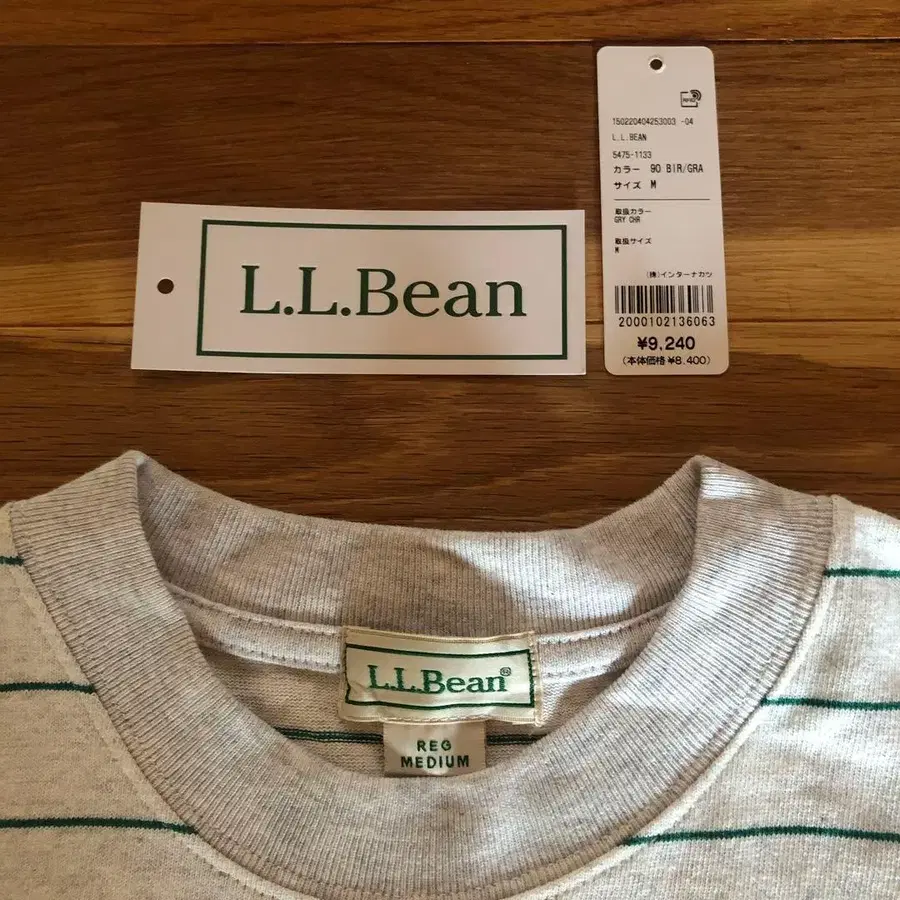 L.L.Bean
RFID
150220404253003 -04
L.L.BEAN
5475-1133
カラー 90 BIR/GRA
サイズ M
取扱カラー
GRY CHR
取扱サイズ
M
(株)インターナカツ
2000102136063
¥9,240
(本体価格¥8,400)
L.L.Bean®
REG
MEDIUM